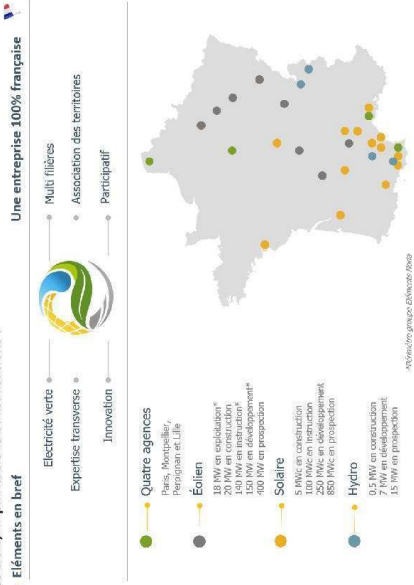 Eléments en bref
Une entreprise 100% française
Electricité verte
Expertise transverse
Innovation
Multi filières
Association des territoires
Participatif
Quatre agences
Paris, Montpellier,
Perpignan et Lille
Éolien
18 MW en exploitation*
20 MW en construction
140 MW en instruction*
150 MW en développement*
400 MW en prospection
Solaire
5 MWc en construction
100 MWc en instruction
250 MWc en développement
850 MWc en prospection
Hydro
0,5 MW en construction
7 MW en développement
15 MW en prospection
*Périmètre groupe Eléments